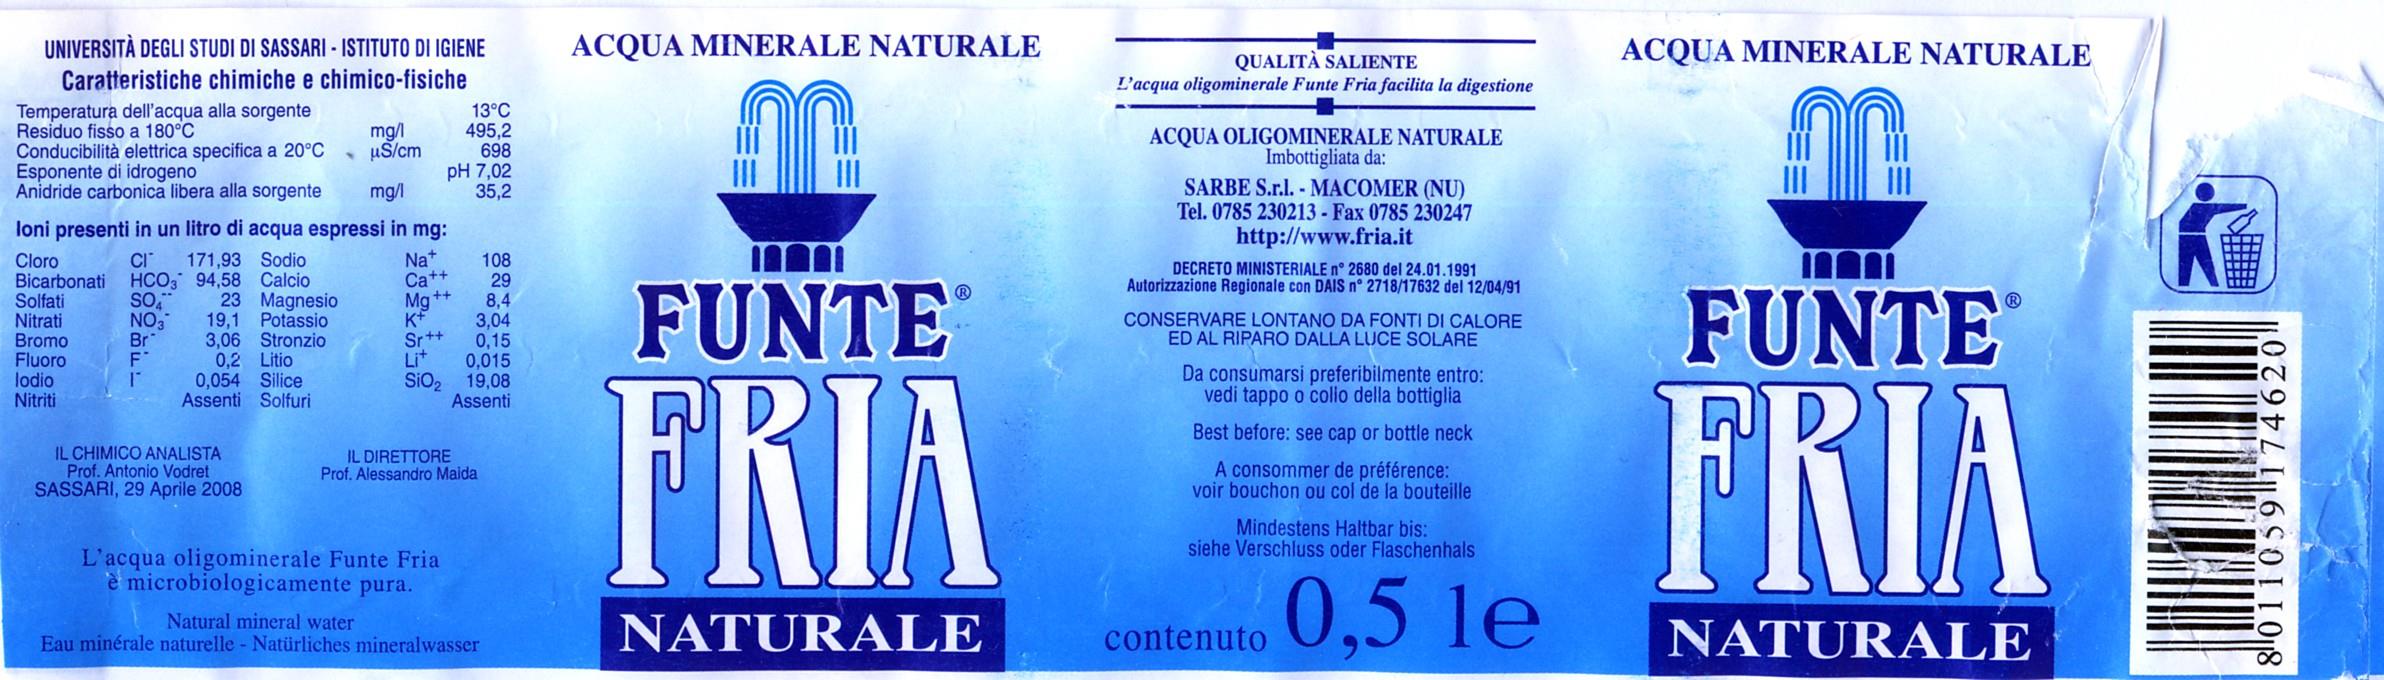 UNIVERSITÀ DEGLI STUDI DI SASSARI - ISTITUTO DI IGIENE
Caratteristiche chimiche e chimico-fisiche
Temperatura dell'acqua alla sorgente 13°C
Residuo fisso a 180°C mg/l 495,2
Conducibilità elettrica specifica a 20°C µS/cm 698
Esponente di idrogeno pH 7,02
Anidride carbonica libera alla sorgente mg/l 35,2
Ioni presenti in un litro di acqua espressi in mg:
Cloro Cl⁻ 171,93 Sodio Na⁺ 108
Bicarbonati HCO₃⁻ 94,58 Calcio Ca⁺⁺ 29
Solfati SO₄⁻⁻ 23 Magnesio Mg⁺⁺ 8,4
Nitrati NO₃⁻ 19,1 Potassio K⁺ 3,04
Bromo Br⁻ 3,06 Stronzio Sr⁺⁺ 0,15
Fluoro F⁻ 0,2 Litio Li⁺ 0,015
Iodio I⁻ 0,054 Silice SiO₂ 19,08
Nitriti Assenti Solfuri Assenti
IL CHIMICO ANALISTA
Prof. Antonio Vodret
SASSARI, 29 Aprile 2008
IL DIRETTORE
Prof. Alessandro Maida
L'acqua oligominerale Funte Fria
è microbiologicamente pura.
Natural mineral water
Eau minérale naturelle - Natürliches mineralwasser
ACQUA MINERALE NATURALE
FUNTE®
FRIA
NATURALE
QUALITÀ SALIENTE
L'acqua oligominerale Funte Fria facilita la digestione
ACQUA OLIGOMINERALE NATURALE
Imbottigliata da:
SARBE S.r.l. - MACOMER (NU)
Tel. 0785 230213 - Fax 0785 230247
http://www.fria.it
DECRETO MINISTERIALE n° 2680 del 24.01.1991
Autorizzazione Regionale con DAIS n° 2718/17632 del 12/04/91
CONSERVARE LONTANO DA FONTI DI CALORE
ED AL RIPARO DALLA LUCE SOLARE
Da consumarsi preferibilmente entro:
vedi tappo o collo della bottiglia
Best before: see cap or bottle neck
A consommer de préférence:
voir bouchon ou col de la bouteille
Mindestens Haltbar bis:
siehe Verschluss oder Flaschenhals
contenuto 0,5 l e
ACQUA MINERALE NATURALE
FUNTE®
FRIA
NATURALE
8 011059 174620